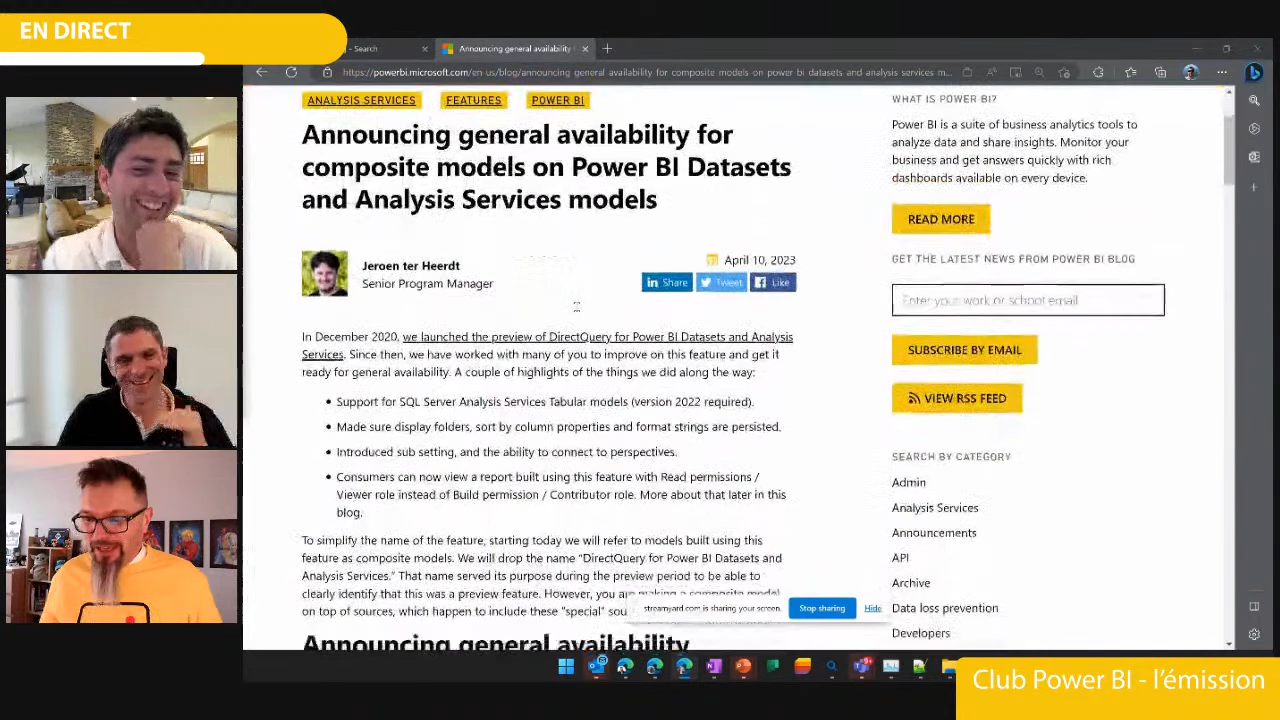 EN DIRECT
- Search
Announcing general availability
https://powerbi.microsoft.com/en-us/blog/announcing-general-availability-for-composite-models-on-power-bi-datasets-and-analysis-services-m...
ANALYSIS SERVICES FEATURES POWER BI
Announcing general availability for
composite models on Power BI Datasets
and Analysis Services models
Jeroen ter Heerdt
Senior Program Manager
April 10, 2023
Share Tweet Like
In December 2020, we launched the preview of DirectQuery for Power BI Datasets and Analysis
Services. Since then, we have worked with many of you to improve on this feature and get it
ready for general availability. A couple of highlights of the things we did along the way:
• Support for SQL Server Analysis Services Tabular models (version 2022 required).
• Made sure display folders, sort by column properties and format strings are persisted.
• Introduced sub setting, and the ability to connect to perspectives.
• Consumers can now view a report built using this feature with Read permissions /
Viewer role instead of Build permission / Contributor role. More about that later in this
blog.
To simplify the name of the feature, starting today we will refer to models built using this
feature as composite models. We will drop the name "DirectQuery for Power BI Datasets and
Analysis Services." That name served its purpose during the preview period to be able to
clearly identify that this was a preview feature. However, you are making a composite model
on top of sources, which happen to include these "special" sou
Announcing general availability
WHAT IS POWER BI?
Power BI is a suite of business analytics tools to
analyze data and share insights. Monitor your
business and get answers quickly with rich
dashboards available on every device.
READ MORE
GET THE LATEST NEWS FROM POWER BI BLOG
Enter your work or school email
SUBSCRIBE BY EMAIL
VIEW RSS FEED
SEARCH BY CATEGORY
Admin
Analysis Services
Announcements
API
Archive
Data loss prevention
Developers
streamyard.com is sharing your screen. Stop sharing Hide
Club Power BI - l'émission